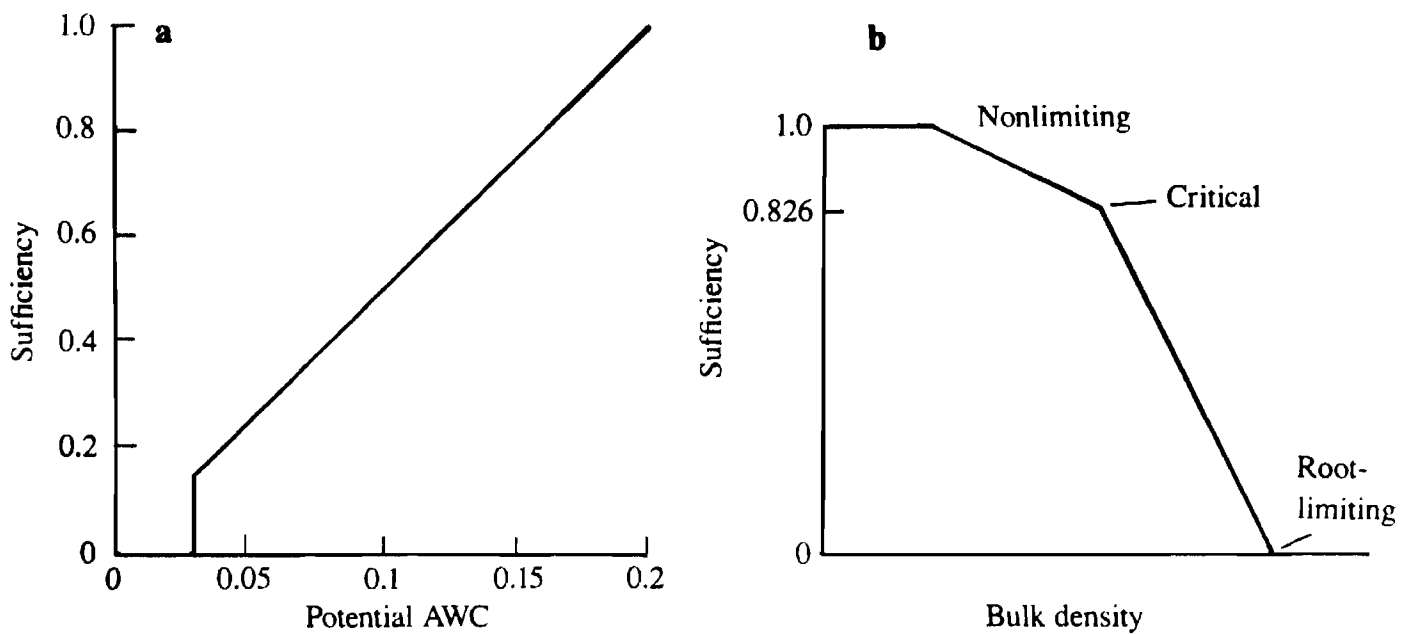 a
1.0
0.8
0.6
0.4
0.2
0
Sufficiency
0
0.05
0.1
0.15
0.2
Potential AWC
b
1.0
0.826
0
Sufficiency
Nonlimiting
Critical
Root-
limiting
Bulk density